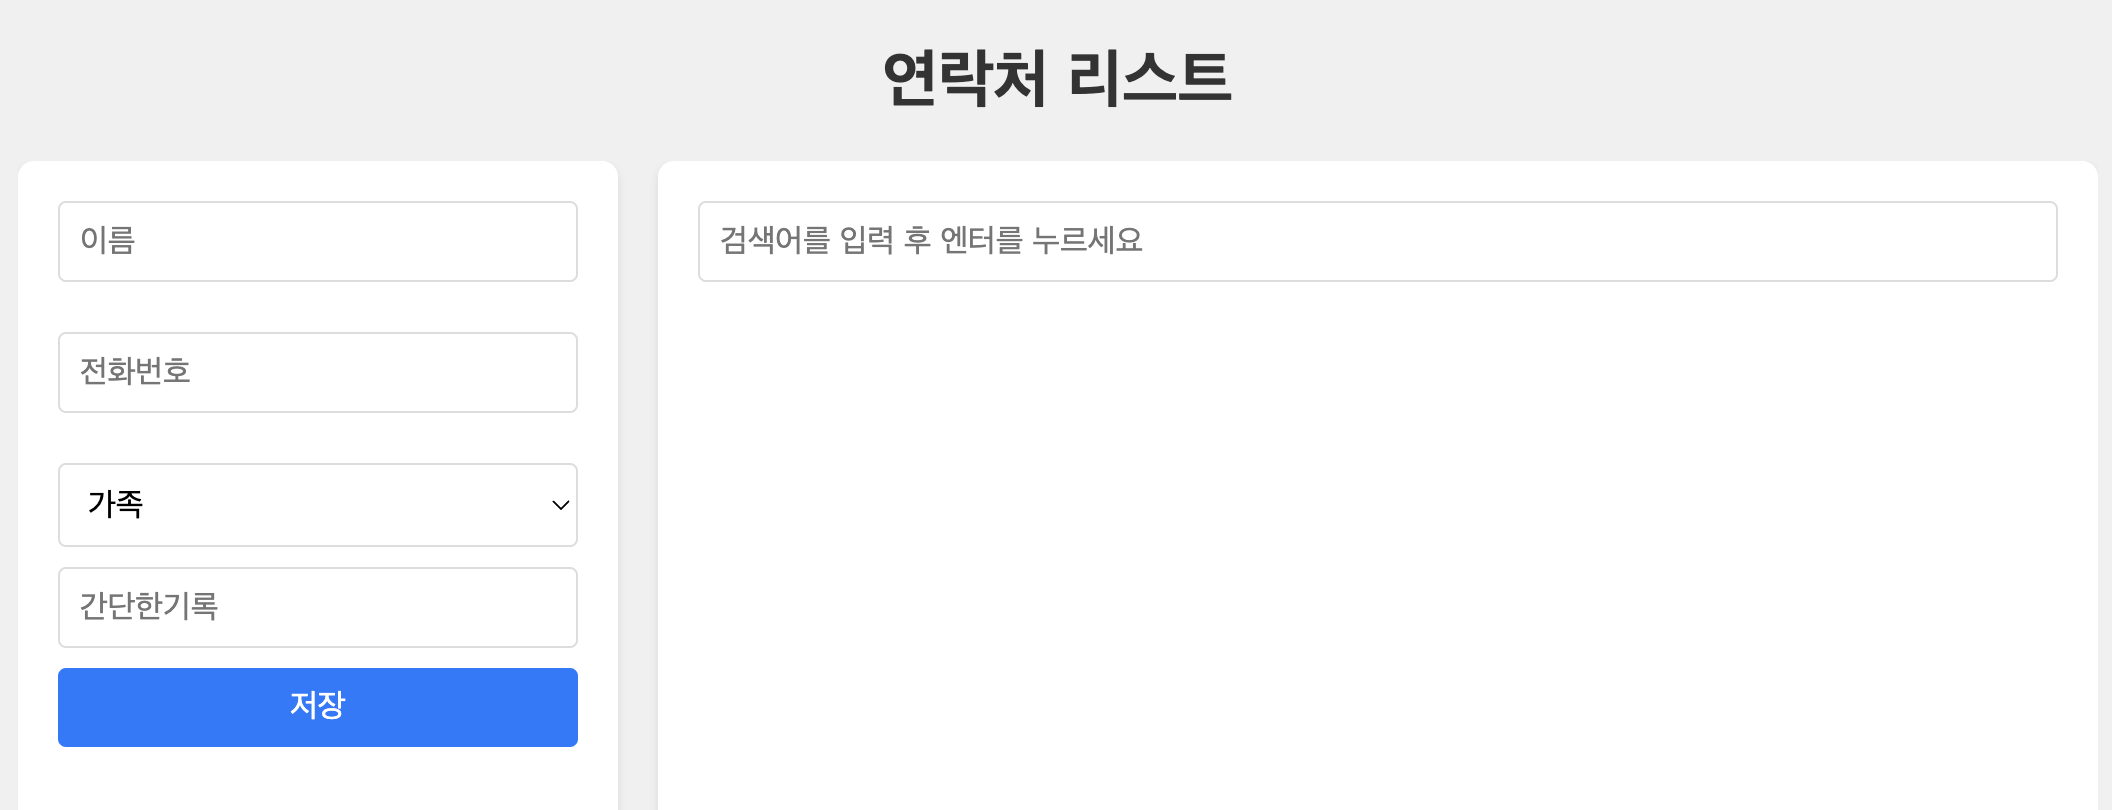 연락처 리스트
이름
전화번호
가족
간단한기록
저장
검색어를 입력 후 엔터를 누르세요